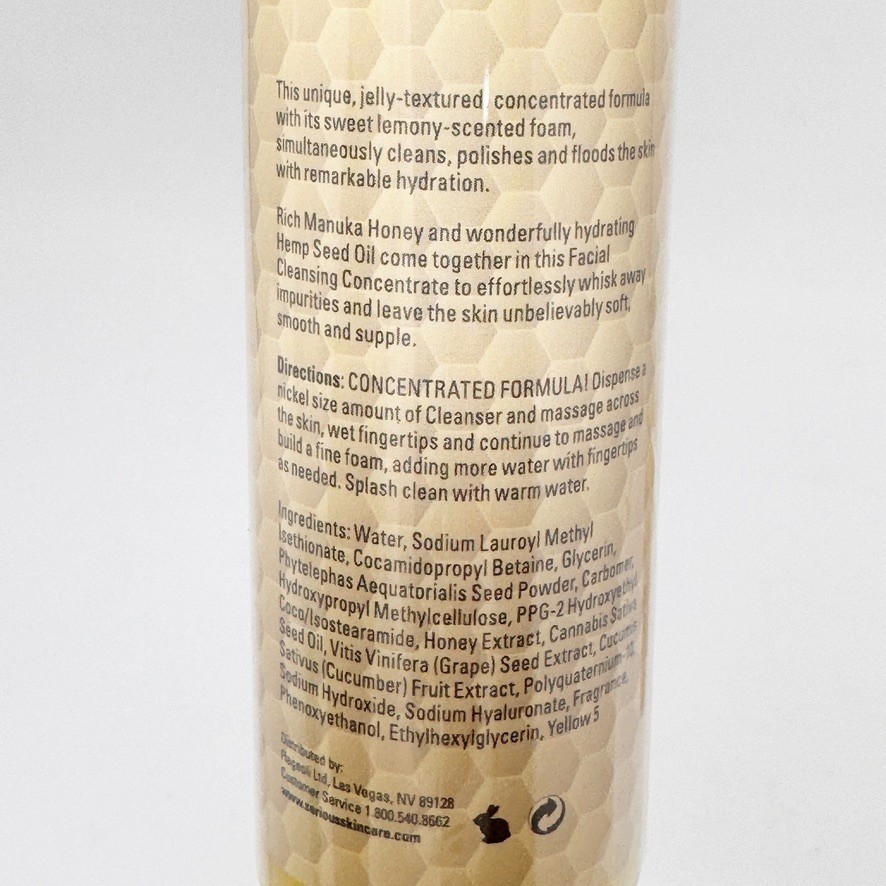 This unique, jelly-textured, concentrated formula
with its sweet lemony-scented foam,
simultaneously cleans, polishes and floods the skin
with remarkable hydration.
Rich Manuka Honey and wonderfully hydrating
Hemp Seed Oil come together in this Facial
Cleansing Concentrate to effortlessly whisk away
impurities and leave the skin unbelievably soft,
smooth and supple.
Directions: CONCENTRATED FORMULA! Dispense a
nickel size amount of Cleanser and massage across
the skin, wet fingertips and continue to massage and
build a fine foam, adding more water with fingertips
as needed. Splash clean with warm water.
Ingredients: Water, Sodium Lauroyl Methyl
Isethionate, Cocamidopropyl Betaine, Glycerin,
Phytelephas Aequatorialis Seed Powder, Carbomer,
Hydroxypropyl Methylcellulose, PPG-2 Hydroxyethyl
Coco/Isostearamide, Honey Extract, Cannabis Sativa
Seed Oil, Vitis Vinifera (Grape) Seed Extract, Cucumis
Sativus (Cucumber) Fruit Extract, Polyquaternium-10,
Sodium Hydroxide, Sodium Hyaluronate, Fragrance,
Phenoxyethanol, Ethylhexylglycerin, Yellow 5
Distributed by:
Ltd, Las Vegas, NV 89128
Customer Service 1.800.540.8662
www.seriousskincare.com